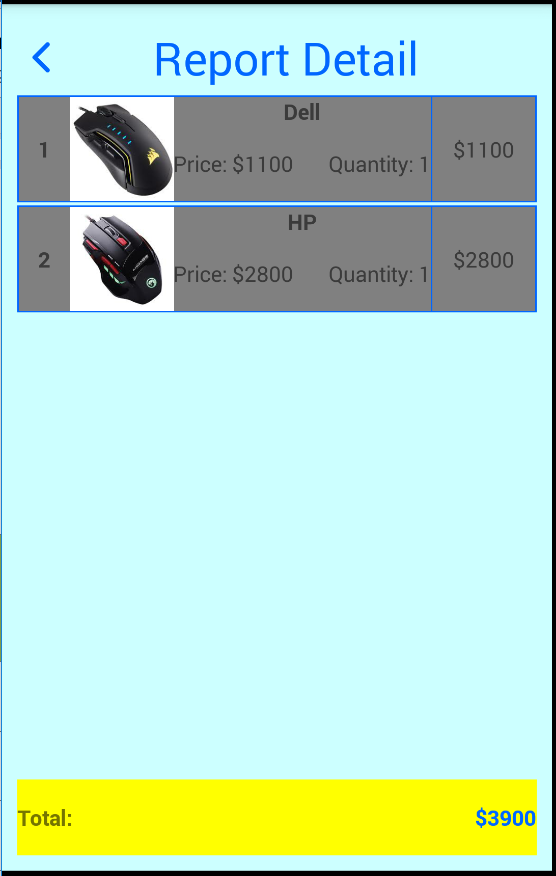 Report Detail
1
Dell
Price: $1100 Quantity: 1
$1100
2
HP
Price: $2800 Quantity: 1
$2800
Total: $3900